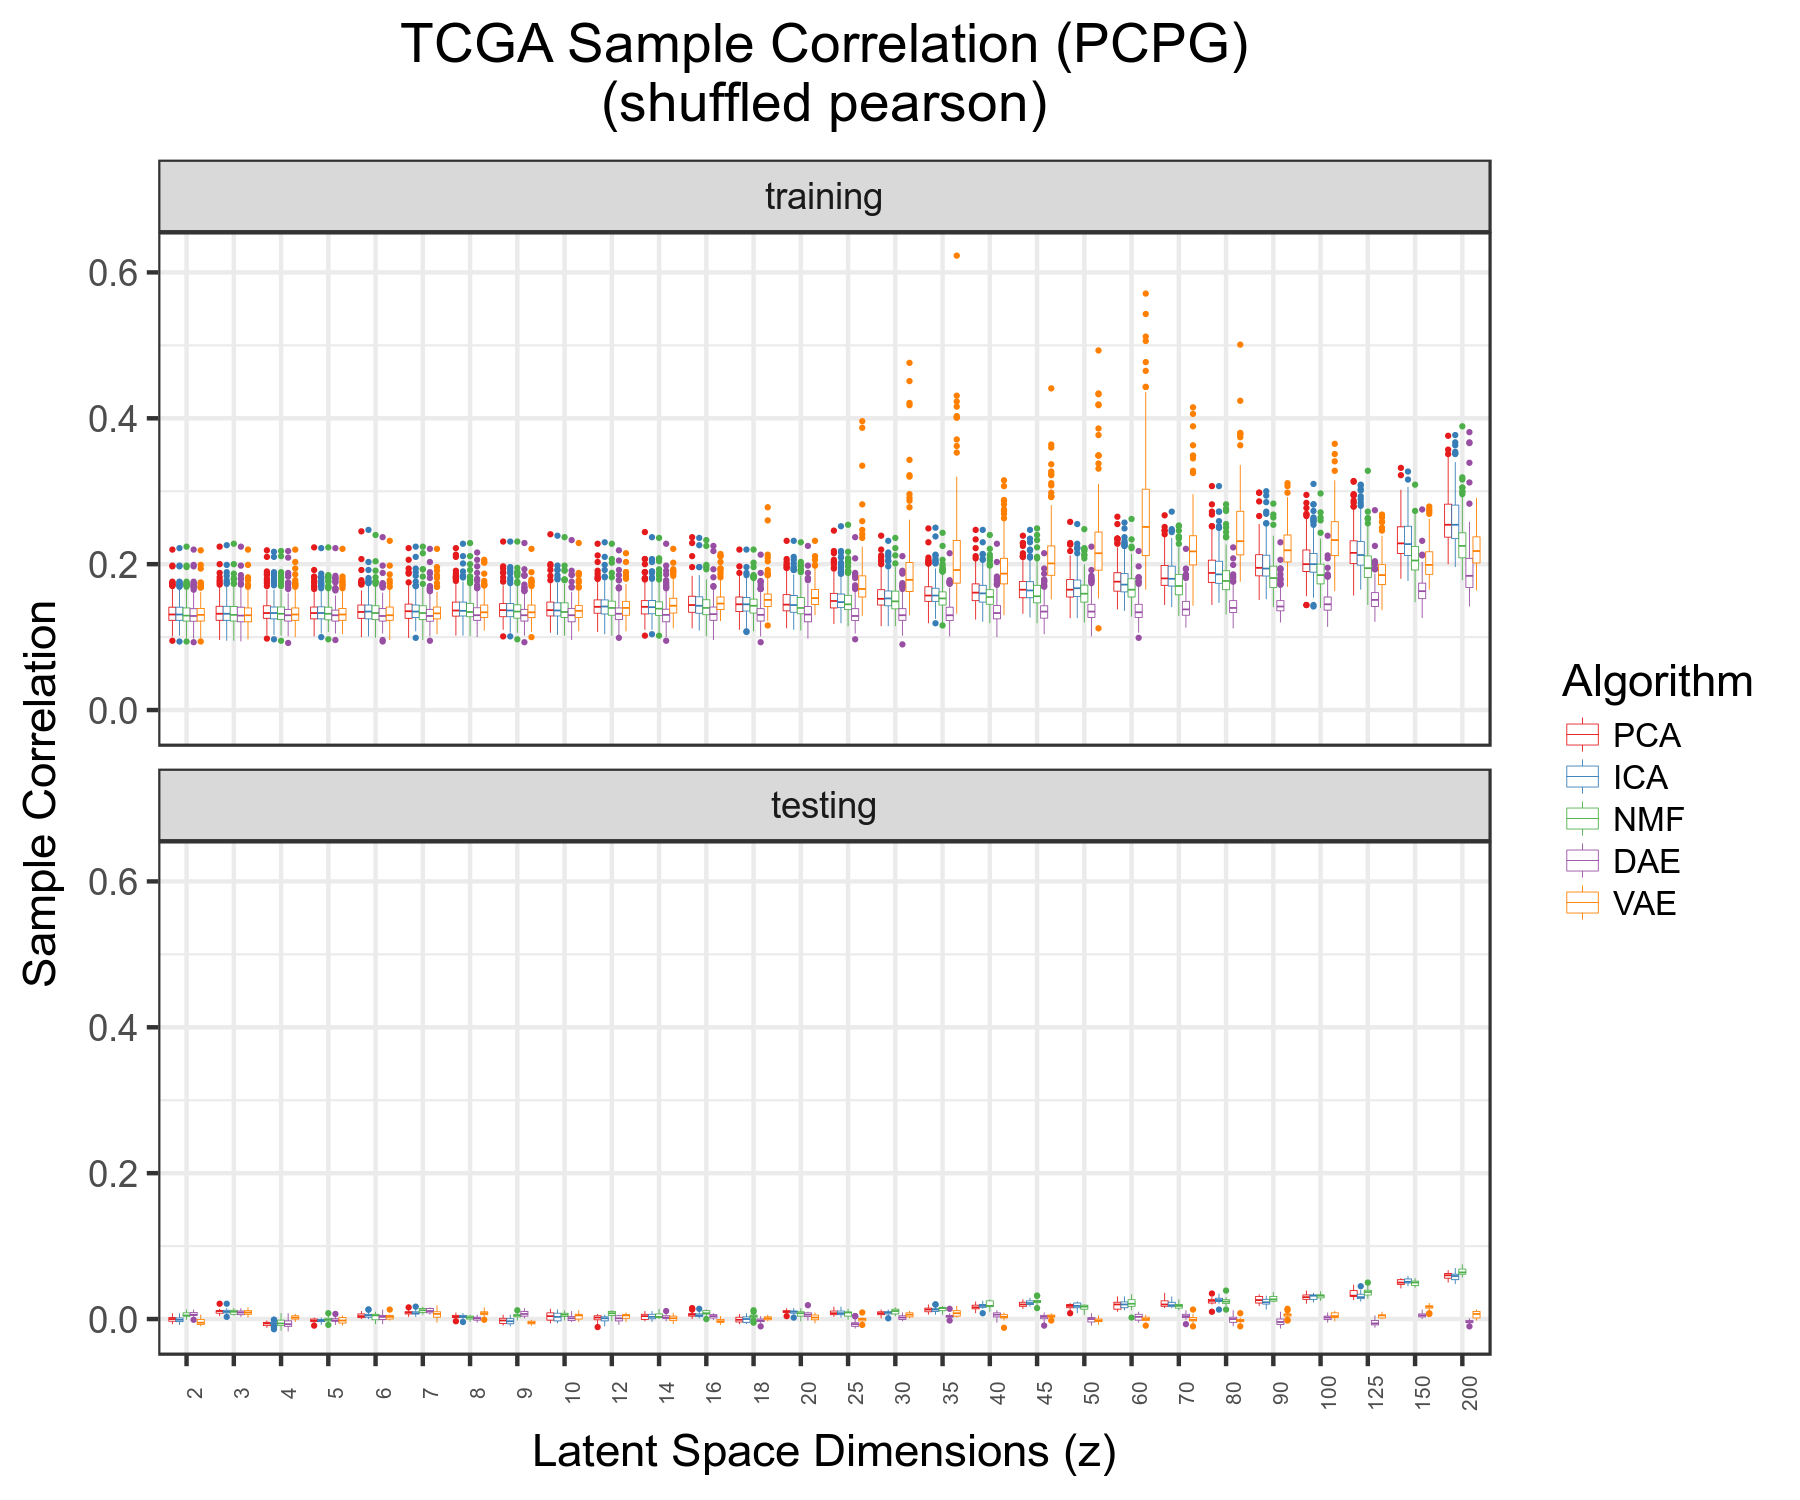 TCGA Sample Correlation (PCPG)
(shuffled pearson)
training
0.6
0.4
0.2
0.0
testing
0.6
0.4
0.2
0.0
Sample Correlation
2 3 4 5 6 7 8 9 10 12 14 16 18 20 25 30 35 40 45 50 60 70 80 90 100 125 150 200
Latent Space Dimensions (z)
Algorithm
PCA
ICA
NMF
DAE
VAE